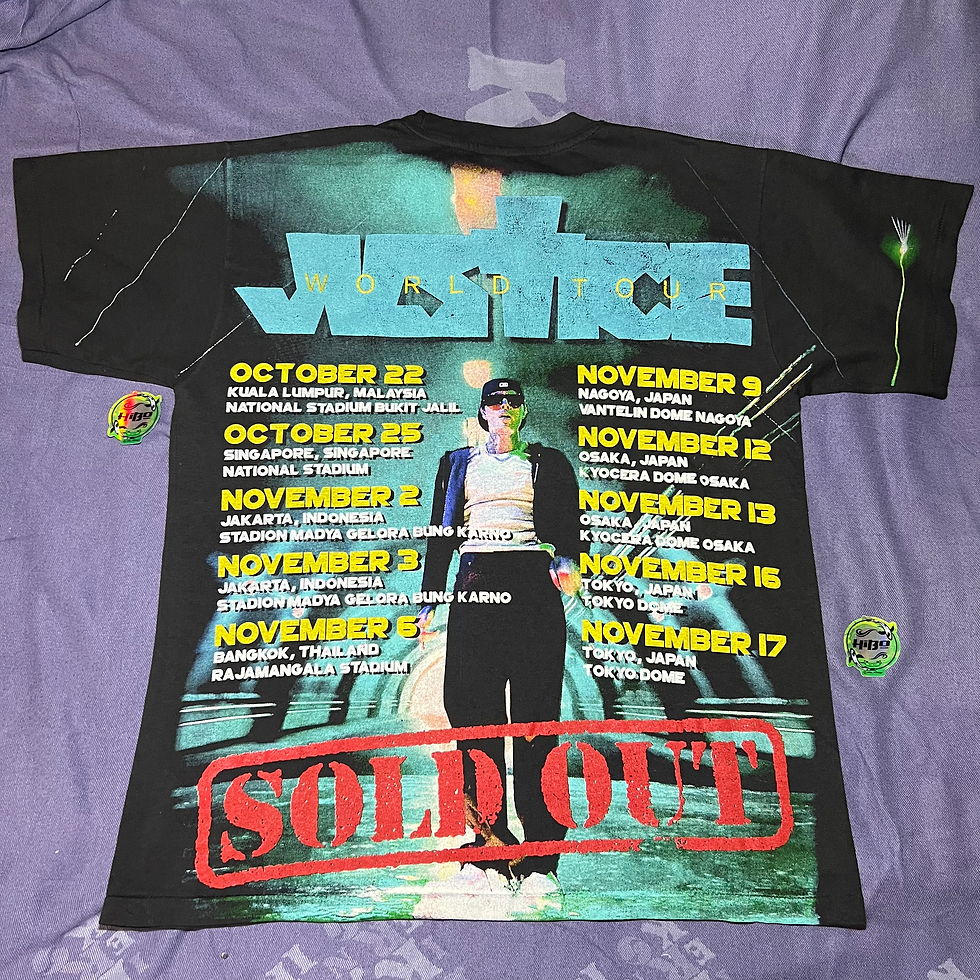 JUSTICE
WORLD TOUR
OCTOBER 22
KUALA LUMPUR, MALAYSIA
NATIONAL STADIUM BUKIT JALIL
OCTOBER 25
SINGAPORE, SINGAPORE
NATIONAL STADIUM
NOVEMBER 2
JAKARTA, INDONESIA
STADION MADYA GELORA BUNG KARNO
NOVEMBER 3
JAKARTA, INDONESIA
STADION MADYA GELORA BUNG KARNO
NOVEMBER 6
BANGKOK, THAILAND
RAJAMANGALA STADIUM
NOVEMBER 9
NAGOYA, JAPAN
VANTELIN DOME NAGOYA
NOVEMBER 12
OSAKA, JAPAN
KYOCERA DOME OSAKA
NOVEMBER 13
OSAKA, JAPAN
KYOCERA DOME OSAKA
NOVEMBER 16
TOKYO, JAPAN
TOKYO DOME
NOVEMBER 17
TOKYO, JAPAN
TOKYO DOME
SOLD OUT
HiBo
HiBo